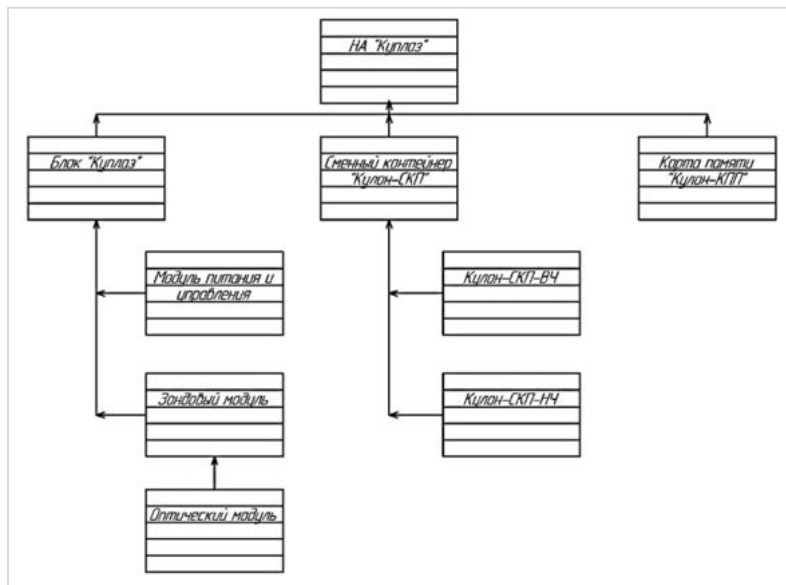 НА "Куплаз"
Блок "Куплаз"
Сменный контейнер
"Кулон-СКП"
Карта памяти
"Кулон-КПП"
Модуль питания и
управления
Кулон-СКП-ВЧ
Зондовый модуль
Кулон-СКП-НЧ
Оптический модуль